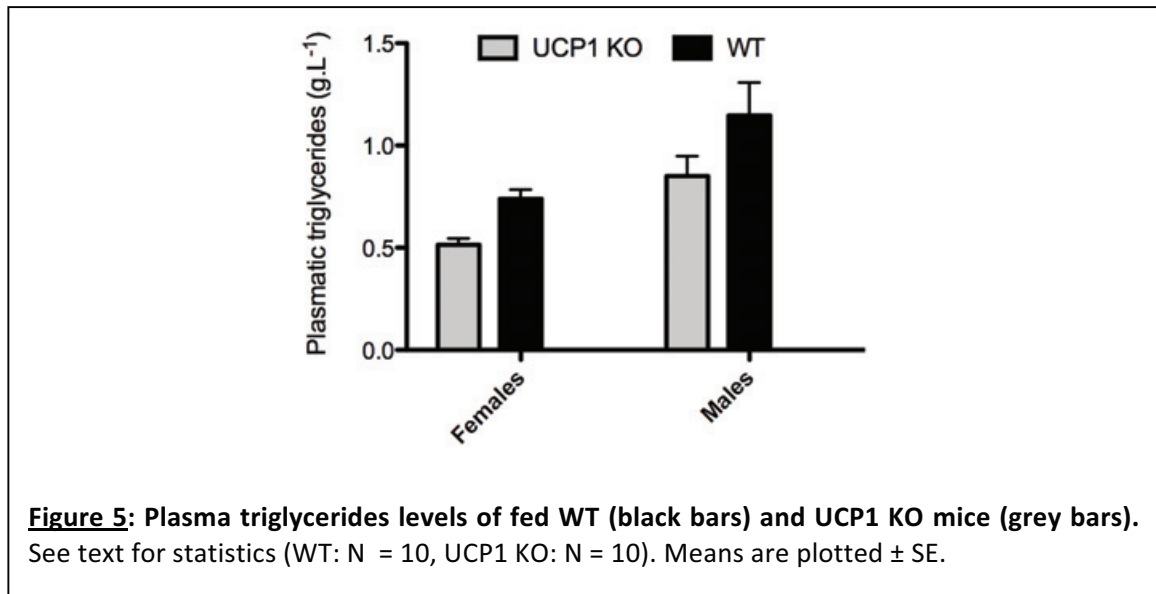 UCP1 KO WT
Plasmatic triglycerides (g.L⁻¹)
1.5
1.0
0.5
0.0
Females
Males
Figure 5: Plasma triglycerides levels of fed WT (black bars) and UCP1 KO mice (grey bars).
See text for statistics (WT: N = 10, UCP1 KO: N = 10). Means are plotted ± SE.